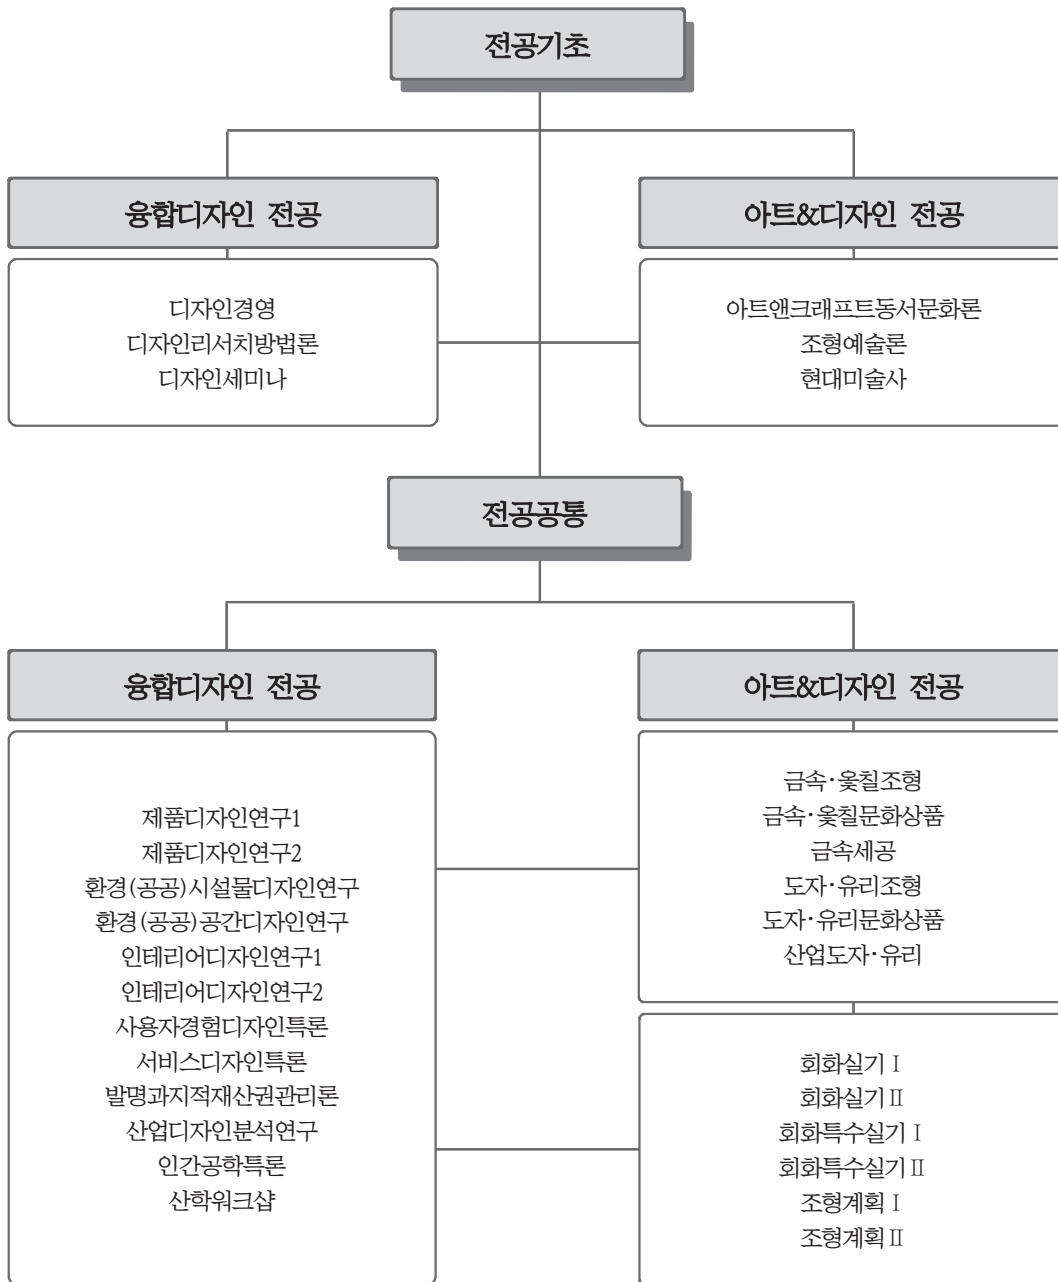 전공기초
융합디자인 전공
디자인경영
디자인리서치방법론
디자인세미나
아트&디자인 전공
아트앤크래프트동서문화론
조형예술론
현대미술사
전공공통
융합디자인 전공
제품디자인연구1
제품디자인연구2
환경(공공)시설물디자인연구
환경(공공)공간디자인연구
인테리어디자인연구1
인테리어디자인연구2
사용자경험디자인특론
서비스디자인특론
발명과지적재산권관리론
산업디자인분석연구
인간공학특론
산학워크샵
아트&디자인 전공
금속·옻칠조형
금속·옻칠문화상품
금속세공
도자·유리조형
도자·유리문화상품
산업도자·유리
회화실기Ⅰ
회화실기Ⅱ
회화특수실기Ⅰ
회화특수실기Ⅱ
조형계획Ⅰ
조형계획Ⅱ